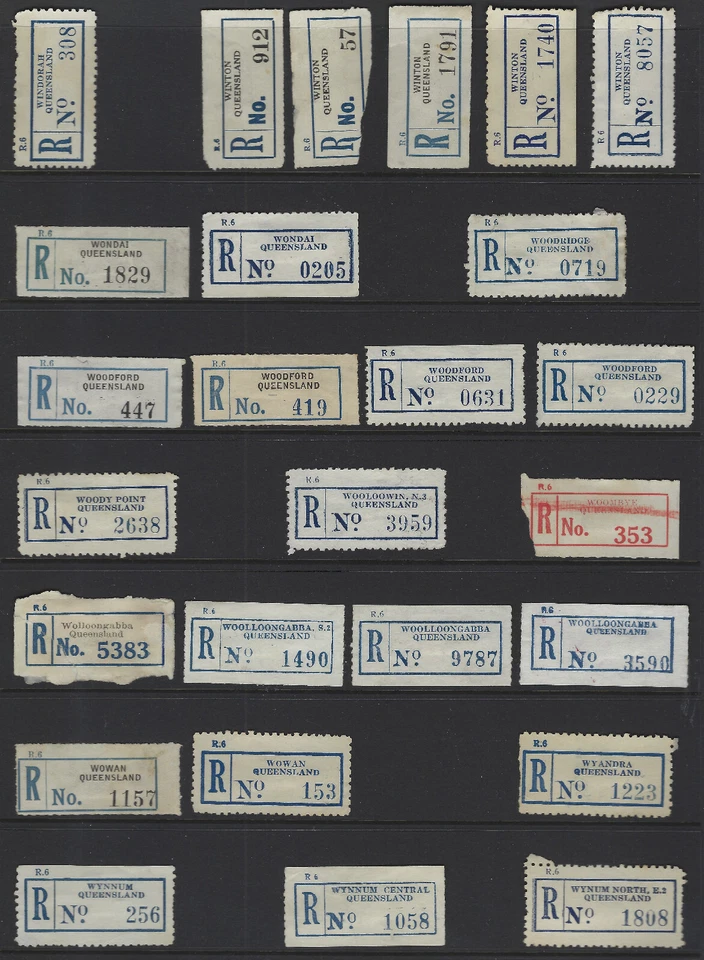 R.6
WINDORAH
QUEENSLAND
R Nº 308
R.6
WINTON
QUEENSLAND
R No. 912
WINTON
QUEENSLAND
R No. 57
R.6
WINTON
QUEENSLAND
R No. 1791
R.6
WINTON
QUEENSLAND
R Nº 1740
R.6
WINTON
QUEENSLAND
R Nº 8057
R.6
WONDAI
QUEENSLAND
R No. 1829
R.6
WONDAI
QUEENSLAND
R Nº 0205
R.6
WOODRIDGE
QUEENSLAND
R Nº 0719
R.6
WOODFORD
QUEENSLAND
R No. 447
R.6
WOODFORD
QUEENSLAND
R No. 419
R.6
WOODFORD
QUEENSLAND
R Nº 0631
R.6
WOODFORD
QUEENSLAND
R Nº 0229
R.6
WOODY POINT
QUEENSLAND
R Nº 2638
R.6
WOOLOOWIN, N.3
QUEENSLAND
R Nº 3959
R.6
WOOMBYE
QUEENSLAND
R No. 353
R.6
Wolloongabba
Queensland
R No. 5383
R.6
WOOLLOONGABBA, S.2
QUEENSLAND
R Nº 1490
R.6
WOOLLOONGABBA
QUEENSLAND
R Nº 9787
R.6
WOOLLOONGABBA
QUEENSLAND
R Nº 3590
R.6
WOWAN
QUEENSLAND
R No. 1157
R.6
WOWAN
QUEENSLAND
R Nº 153
R.6
WYANDRA
QUEENSLAND
R Nº 1223
R.6
WYNNUM
QUEENSLAND
R Nº 256
R 6
WYNNUM CENTRAL
QUEENSLAND
R Nº 1058
R.6
WYNUM NORTH, E.2
QUEENSLAND
R Nº 1808